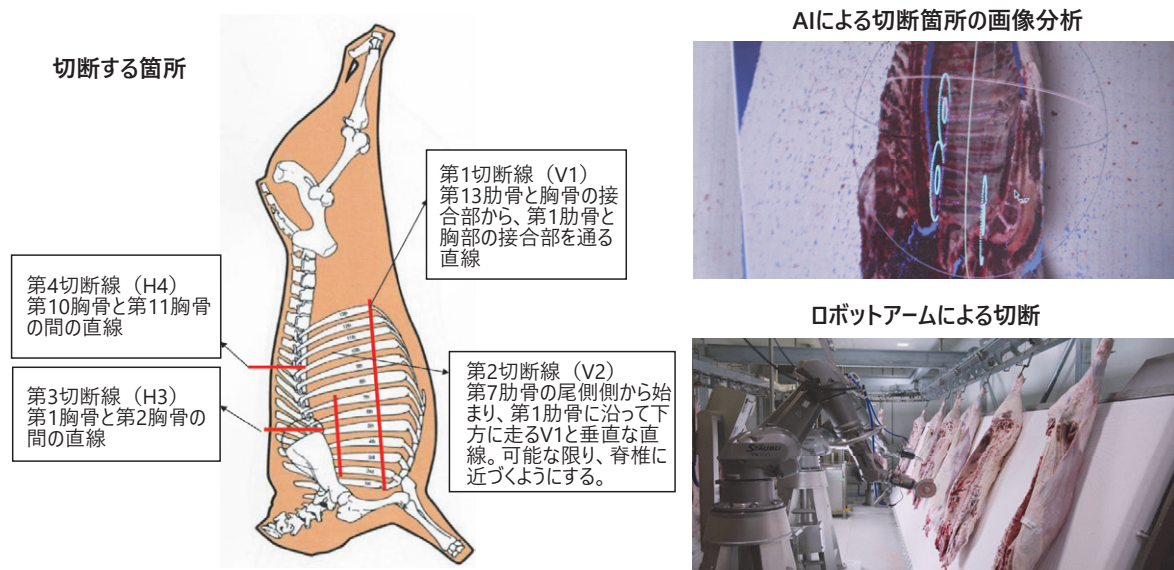 切断する箇所
第1切断線（V1）
第13肋骨と胸骨の接
合部から、第1肋骨と
胸部の接合部を通る
直線
第4切断線（H4）
第10胸骨と第11胸骨
の間の直線
第3切断線（H3）
第1胸骨と第2胸骨の
間の直線
第2切断線（V2）
第7肋骨の尾側側から始
まり、第1肋骨に沿って下
方に走るV1と垂直な直
線。可能な限り、脊椎に
近づくようにする。
AIによる切断箇所の画像分析
ロボットアームによる切断